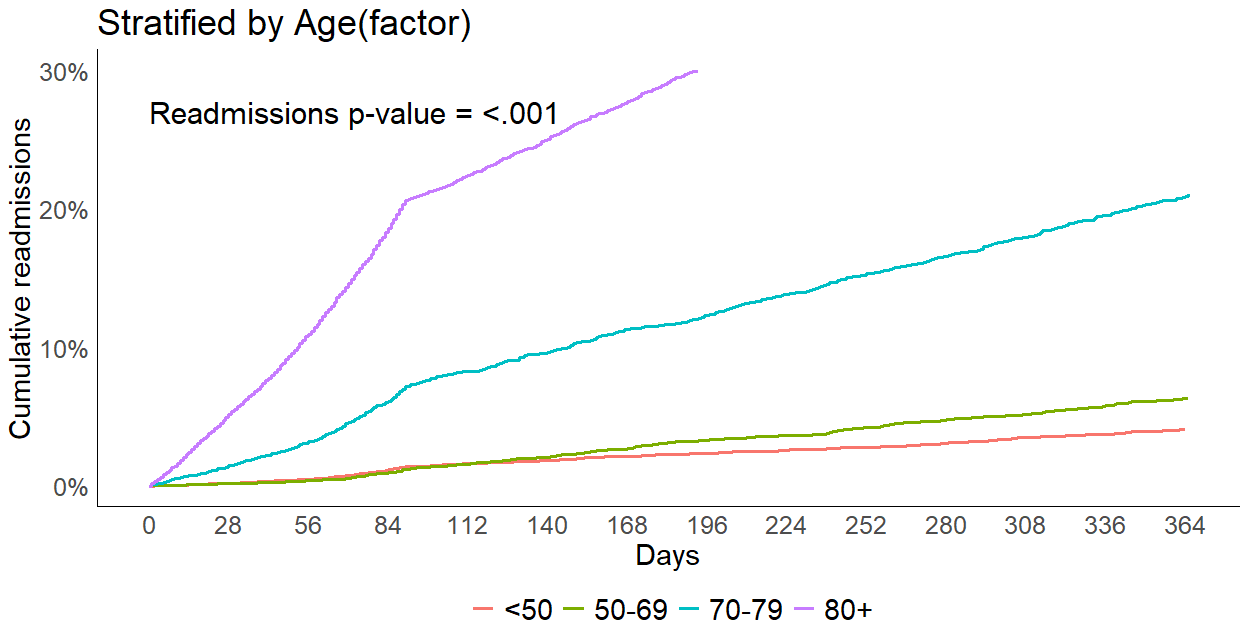 Stratified by Age(factor)
30%
Readmissions p-value = <.001
20%
10%
0%
Cumulative readmissions
0 28 56 84 112 140 168 196 224 252 280 308 336 364
Days
<50 50-69 70-79 80+